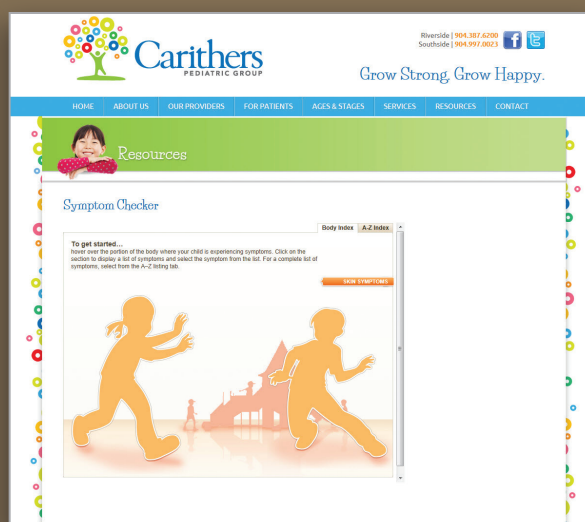 Riverside | 904.387.6200
Southside | 904.997.0023
Carithers
PEDIATRIC GROUP
Grow Strong, Grow Happy.
HOME ABOUT US OUR PROVIDERS FOR PATIENTS AGES & STAGES SERVICES RESOURCES CONTACT
Resources
Symptom Checker
Body Index A-Z Index
To get started...
hover over the portion of the body where your child is experiencing symptoms. Click on the
section to display a list of symptoms and select the symptom from the list. For a complete list of
symptoms, select from the A–Z listing tab.
SKIN SYMPTOMS